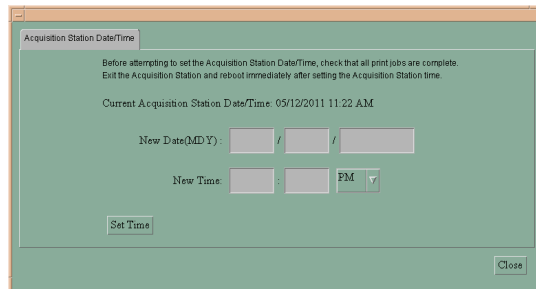 Acquisition Station Date/Time
Before attempting to set the Acquisition Station Date/Time, check that all print jobs are complete.
Exit the Acquisition Station and reboot immediately after setting the Acquisition Station time.
Current Acquisition Station Date/Time: 05/12/2011 11:22 AM
New Date(MDY) : / /
New Time: : PM
Set Time
Close